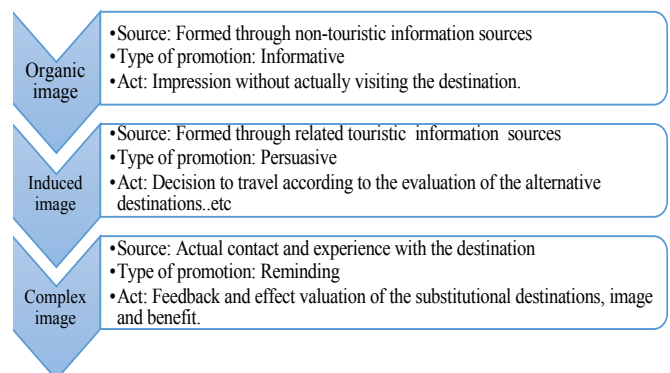 Organic
image
•Source: Formed through non-touristic information sources
•Type of promotion: Informative
•Act: Impression without actually visiting the destination.
Induced
image
•Source: Formed through related touristic information sources
•Type of promotion: Persuasive
•Act: Decision to travel according to the evaluation of the alternative
destinations..etc
Complex
image
•Source: Actual contact and experience with the destination
•Type of promotion: Reminding
•Act: Feedback and effect valuation of the substitutional destinations, image
and benefit.